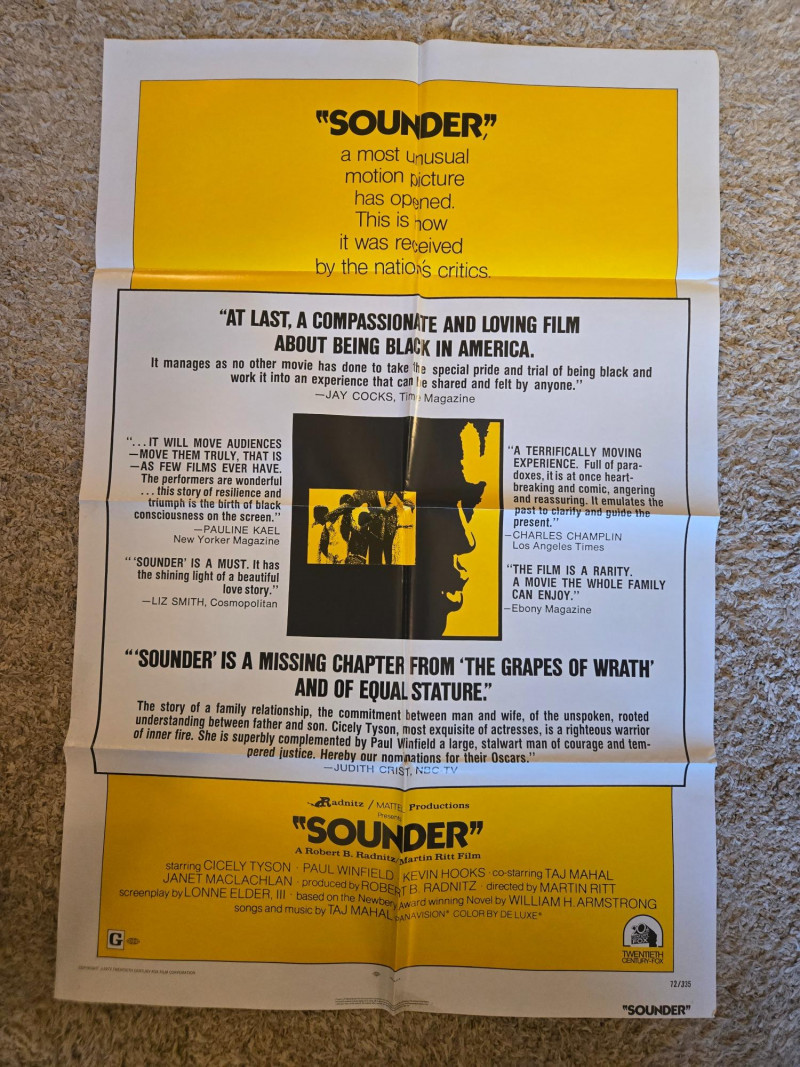 "SOUNDER",
a most unusual
motion picture
has opened.
This is how
it was received
by the nation's critics.
"AT LAST, A COMPASSIONATE AND LOVING FILM
ABOUT BEING BLACK IN AMERICA.
It manages as no other movie has done to take the special pride and trial of being black and
work it into an experience that can be shared and felt by anyone."
—JAY COCKS, Time Magazine
"...IT WILL MOVE AUDIENCES
—MOVE THEM TRULY, THAT IS
—AS FEW FILMS EVER HAVE.
The performers are wonderful
...this story of resilience and
triumph is the birth of black
consciousness on the screen."
—PAULINE KAEL
New Yorker Magazine
"'SOUNDER' IS A MUST. It has
the shining light of a beautiful
love story."
—LIZ SMITH, Cosmopolitan
"A TERRIFICALLY MOVING
EXPERIENCE. Full of para-
doxes, it is at once heart-
breaking and comic, angering
and reassuring. It emulates the
past to clarify and guide the
present."
—CHARLES CHAMPLIN
Los Angeles Times
"THE FILM IS A RARITY.
A MOVIE THE WHOLE FAMILY
CAN ENJOY."
—Ebony Magazine
"'SOUNDER' IS A MISSING CHAPTER FROM 'THE GRAPES OF WRATH'
AND OF EQUAL STATURE."
The story of a family relationship, the commitment between man and wife, of the unspoken, rooted
understanding between father and son. Cicely Tyson, most exquisite of actresses, is a righteous warrior
of inner fire. She is superbly complemented by Paul Winfield a large, stalwart man of courage and tem-
pered justice. Hereby our nominations for their Oscars."
—JUDITH CRIST, NBC TV
Radnitz / MATTEL Productions
Presents
"SOUNDER"
A Robert B. Radnitz/Martin Ritt Film
starring CICELY TYSON · PAUL WINFIELD · KEVIN HOOKS · co-starring TAJ MAHAL
JANET MACLACHLAN · produced by ROBERT B. RADNITZ · directed by MARTIN RITT
screenplay by LONNE ELDER, III · based on the Newbery Award winning Novel by WILLIAM H. ARMSTRONG
songs and music by TAJ MAHAL PANAVISION® COLOR BY DE LUXE®
G
20TH CENTURY FOX
TWENTIETH
CENTURY-FOX
72/335
"SOUNDER"